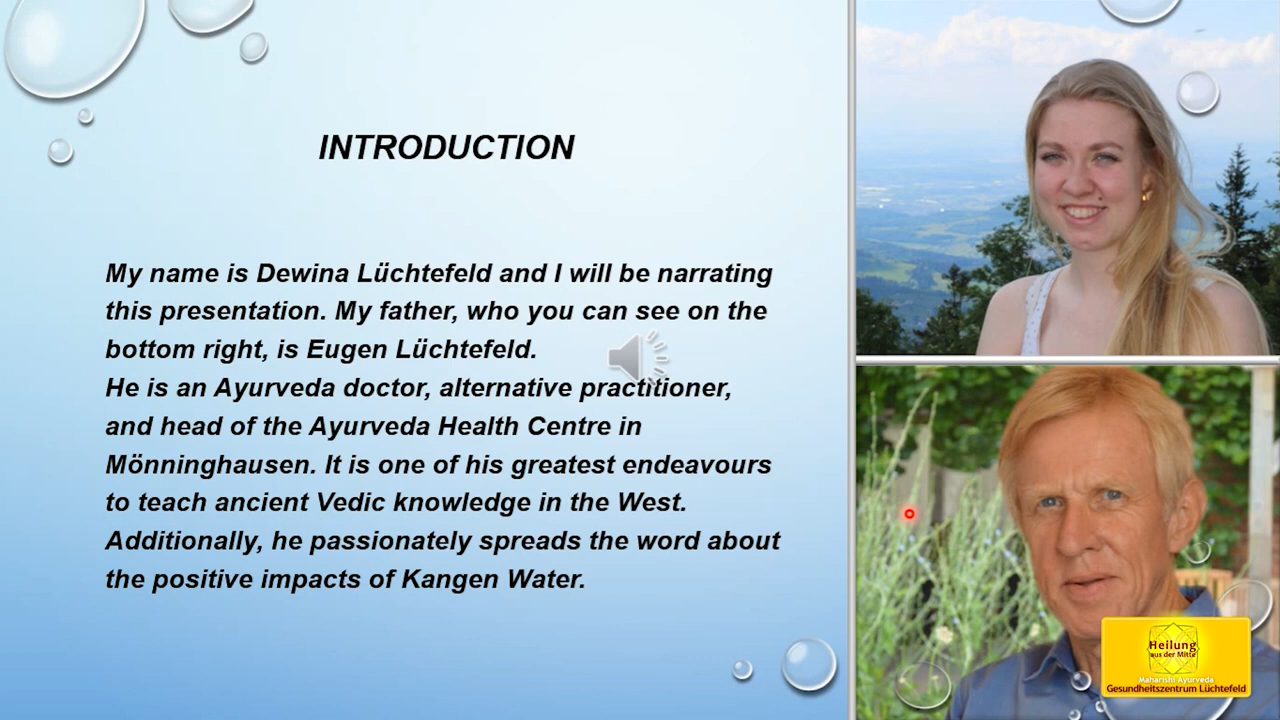 INTRODUCTION
My name is Dewina Lüchtefeld and I will be narrating
this presentation. My father, who you can see on the
bottom right, is Eugen Lüchtefeld.
He is an Ayurveda doctor, alternative practitioner,
and head of the Ayurveda Health Centre in
Mönninghausen. It is one of his greatest endeavours
to teach ancient Vedic knowledge in the West.
Additionally, he passionately spreads the word about
the positive impacts of Kangen Water.
Heilung
aus der Mitte
Maharishi Ayurveda
Gesundheitszentrum Lüchtefeld